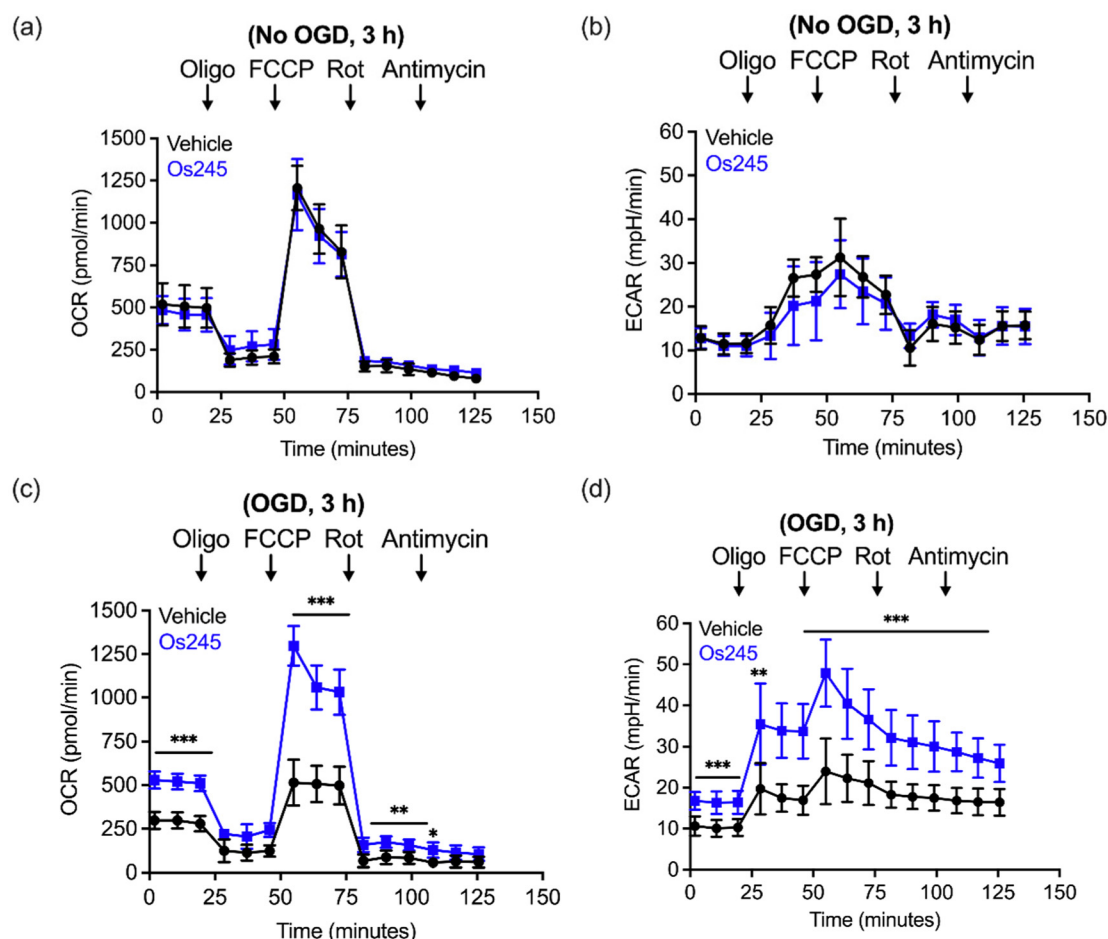 (a)
(No OGD, 3 h)
Oligo FCCP Rot Antimycin
Vehicle
Os245
OCR (pmol/min)
1500
1250
1000
750
500
250
0
0 25 50 75 100 125 150
Time (minutes)
(b)
(No OGD, 3 h)
Oligo FCCP Rot Antimycin
Vehicle
Os245
ECAR (mpH/min)
60
50
40
30
20
10
0
0 25 50 75 100 125 150
Time (minutes)
(c)
(OGD, 3 h)
Oligo FCCP Rot Antimycin
Vehicle
Os245
***
***
**
*
OCR (pmol/min)
1500
1250
1000
750
500
250
0
0 25 50 75 100 125 150
Time (minutes)
(d)
(OGD, 3 h)
Oligo FCCP Rot Antimycin
Vehicle
Os245
***
**
***
ECAR (mpH/min)
60
50
40
30
20
10
0
0 25 50 75 100 125 150
Time (minutes)